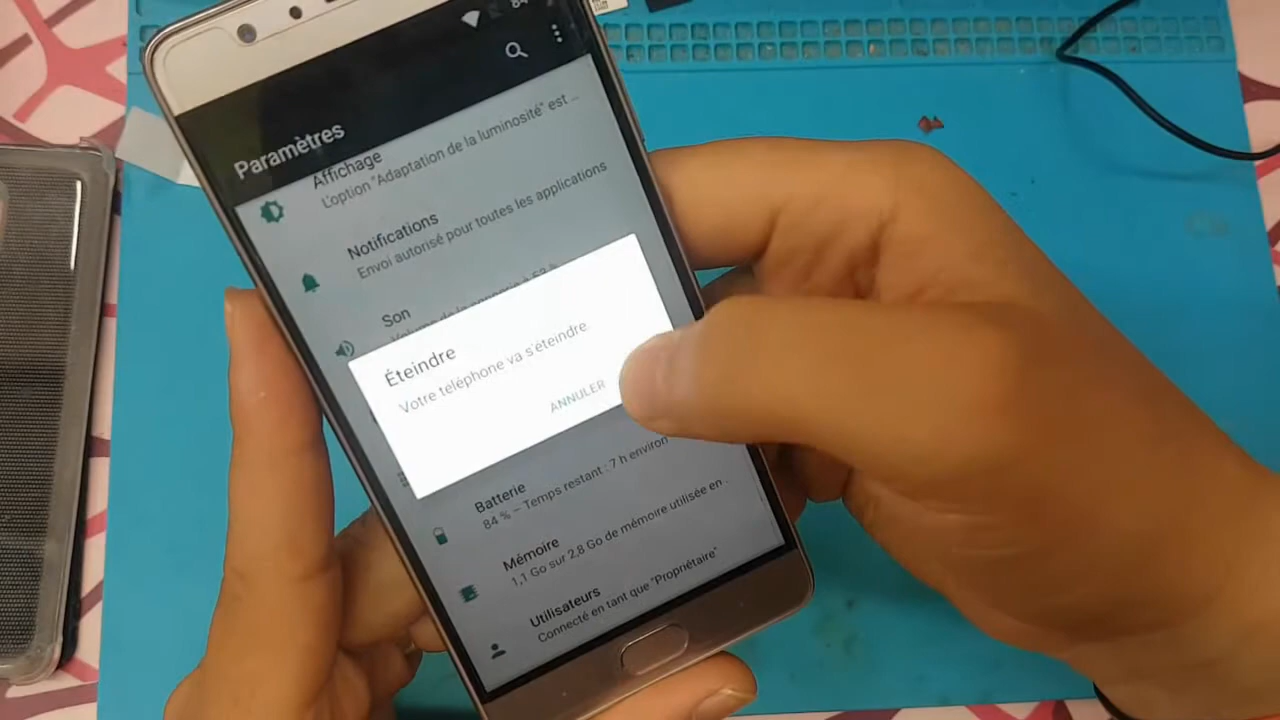 84
Paramètres
Affichage
L'option "Adaptation de la luminosité" est ...
Notifications
Envoi autorisé pour toutes les applications
Son
Éteindre
Votre téléphone va s'éteindre
ANNULER
Batterie
84 % – Temps restant : 7 h environ
Mémoire
1,1 Go sur 2,8 Go de mémoire utilisée en...
Utilisateurs
Connecté en tant que "Propriétaire"